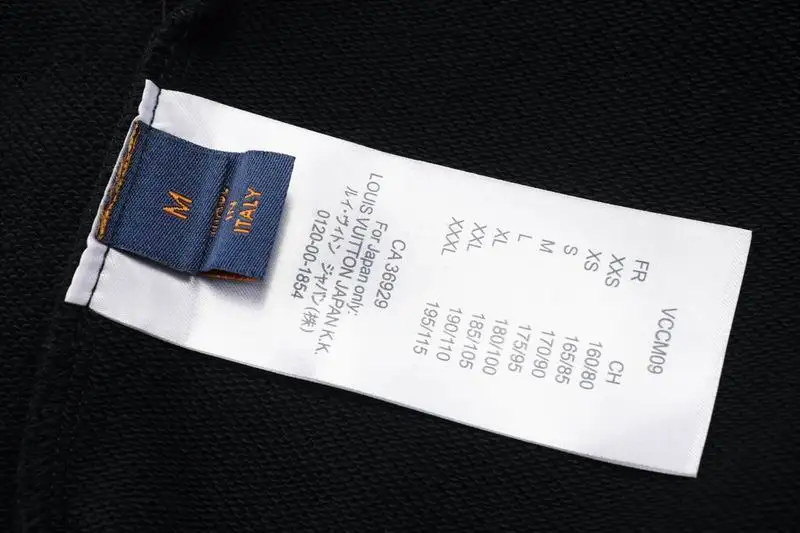 M
MADE
IN
ITALY
VCCM09
FR CH
XXS 160/80
XS 165/85
S 170/90
M 175/95
L 180/100
XL 185/105
XXL 190/110
XXXL 195/115
CA 36929
For Japan only:
LOUIS VUITTON JAPAN K.K.
ルイ・ヴィトン ジャパン(株)
0120-00-1854